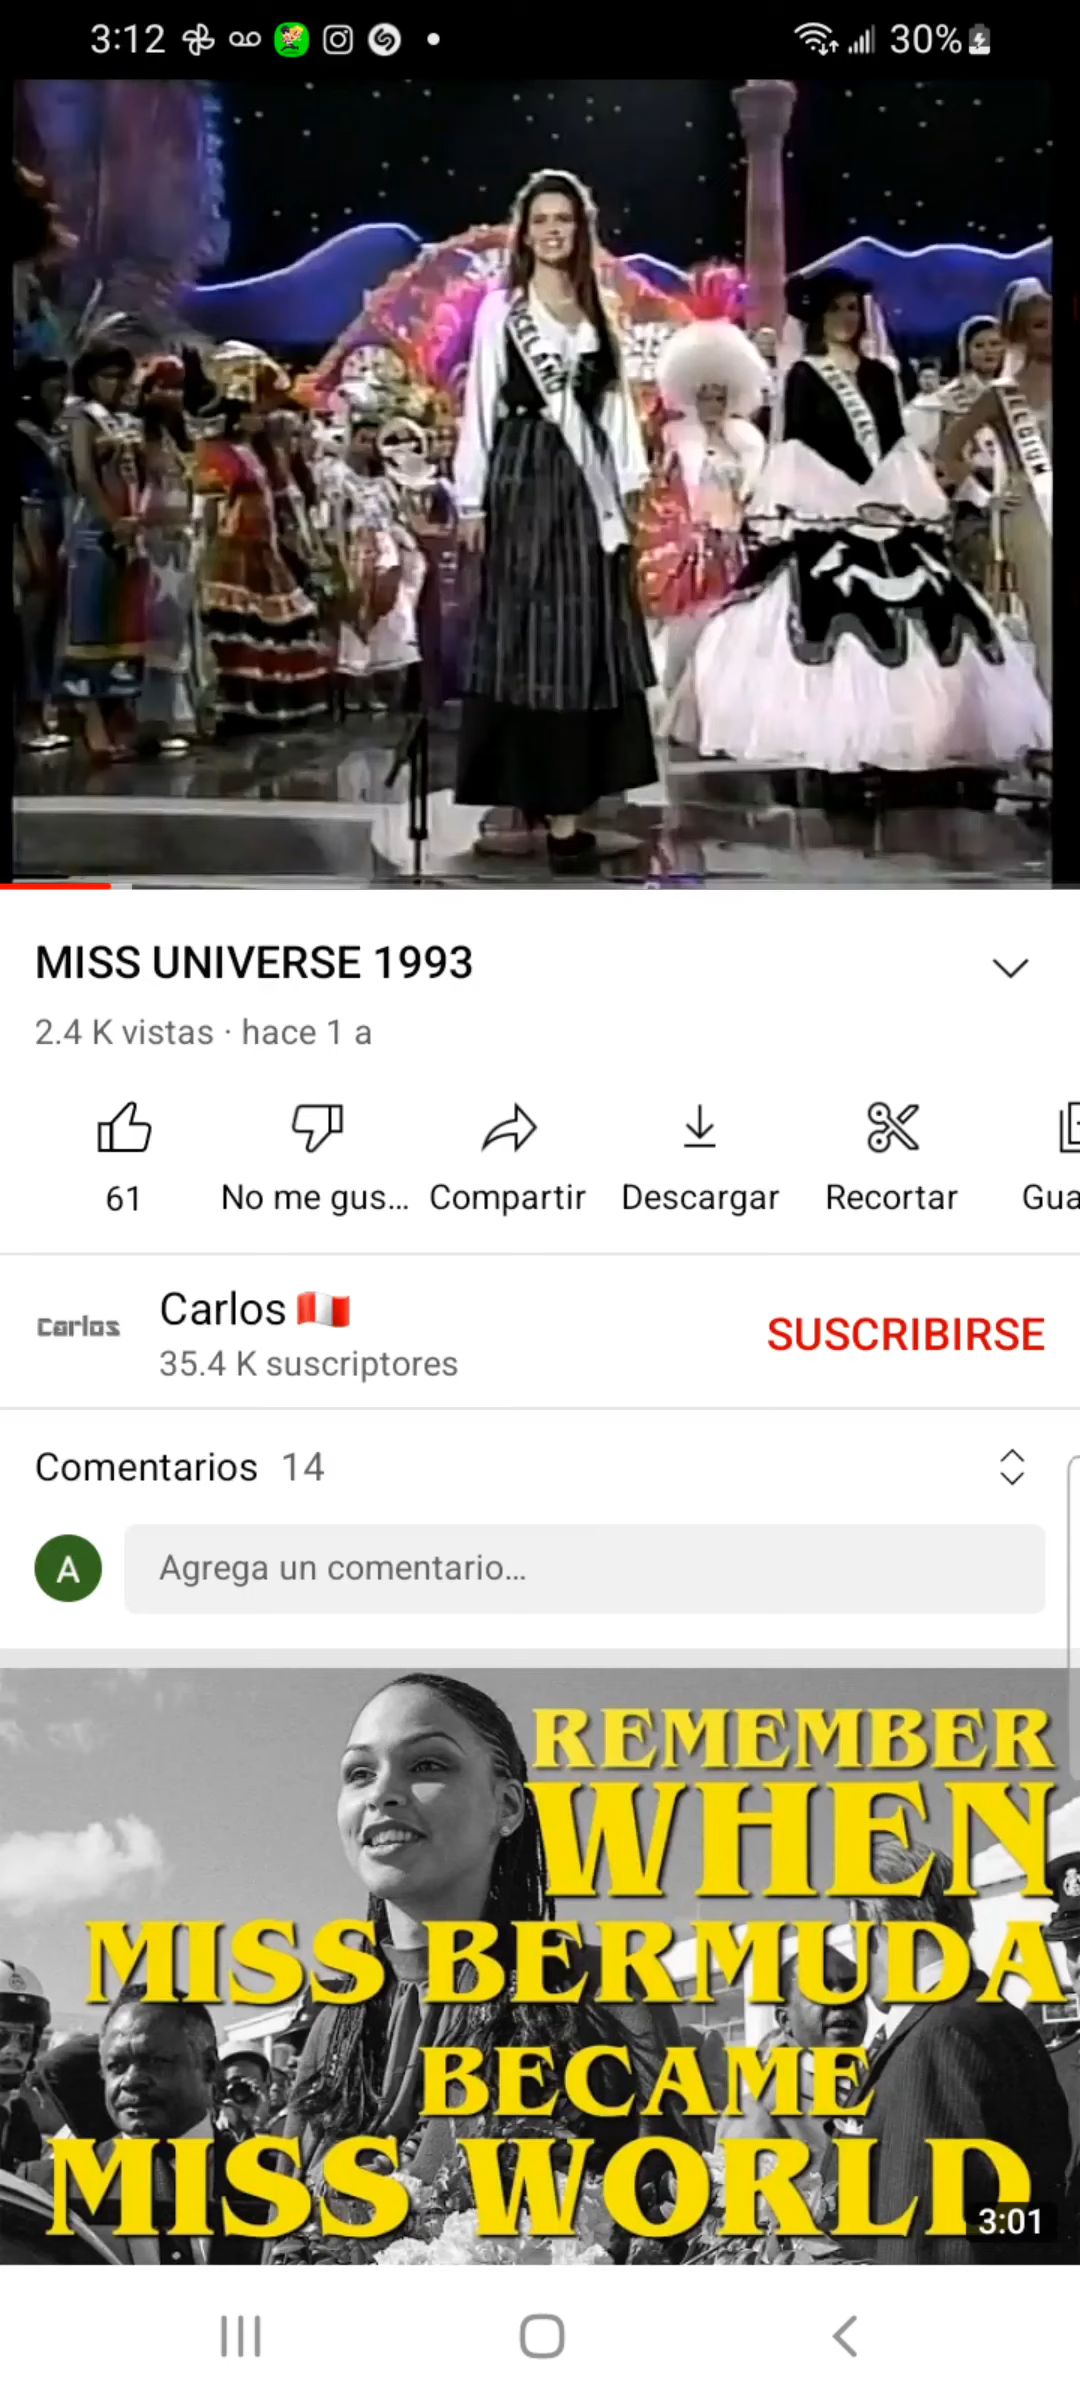 3:12
30%
BELGIUM
MISS UNIVERSE 1993
2.4 K vistas · hace 1 a
61
No me gus...
Compartir
Descargar
Recortar
Gua
Carlos
Carlos
35.4 K suscriptores
SUSCRIBIRSE
Comentarios 14
A
Agrega un comentario...
REMEMBER
WHEN
MISS BERMUDA
BECAME
MISS WORLD
3:01